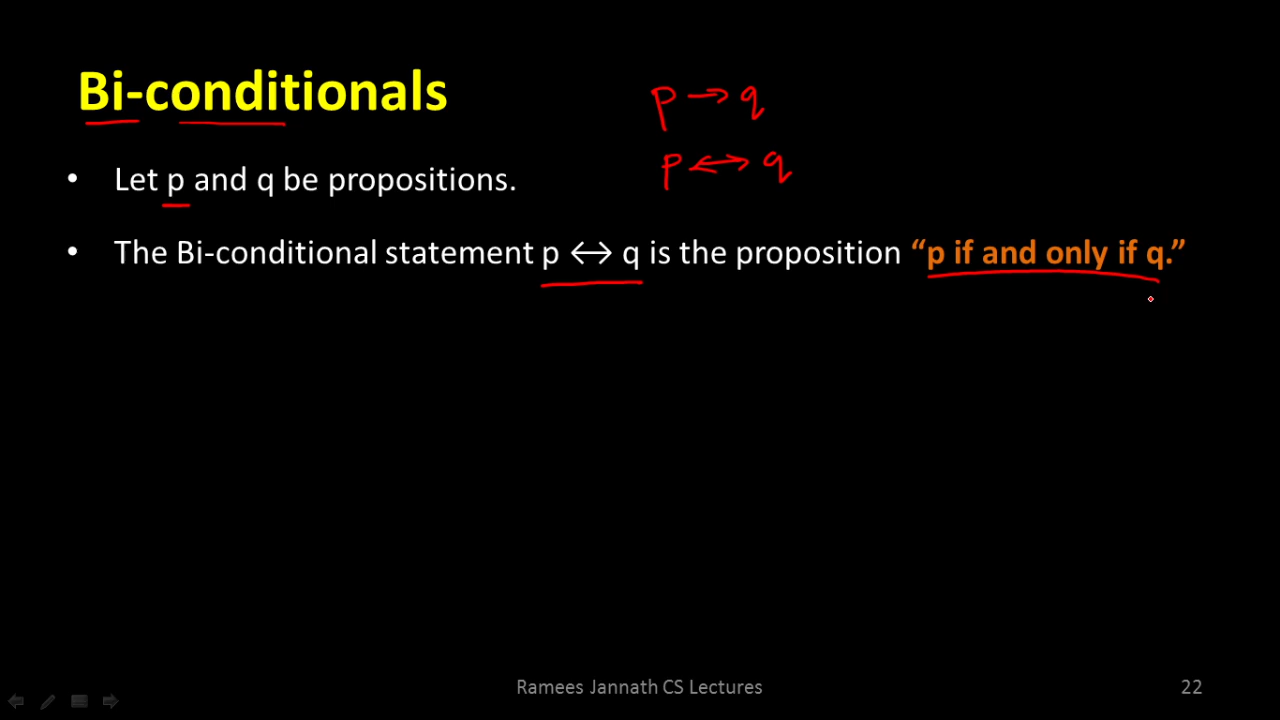 Bi-conditionals
p → q
p ↔ q
• Let p and q be propositions.
• The Bi-conditional statement p ↔ q is the proposition “p if and only if q.”
Ramees Jannath CS Lectures
22